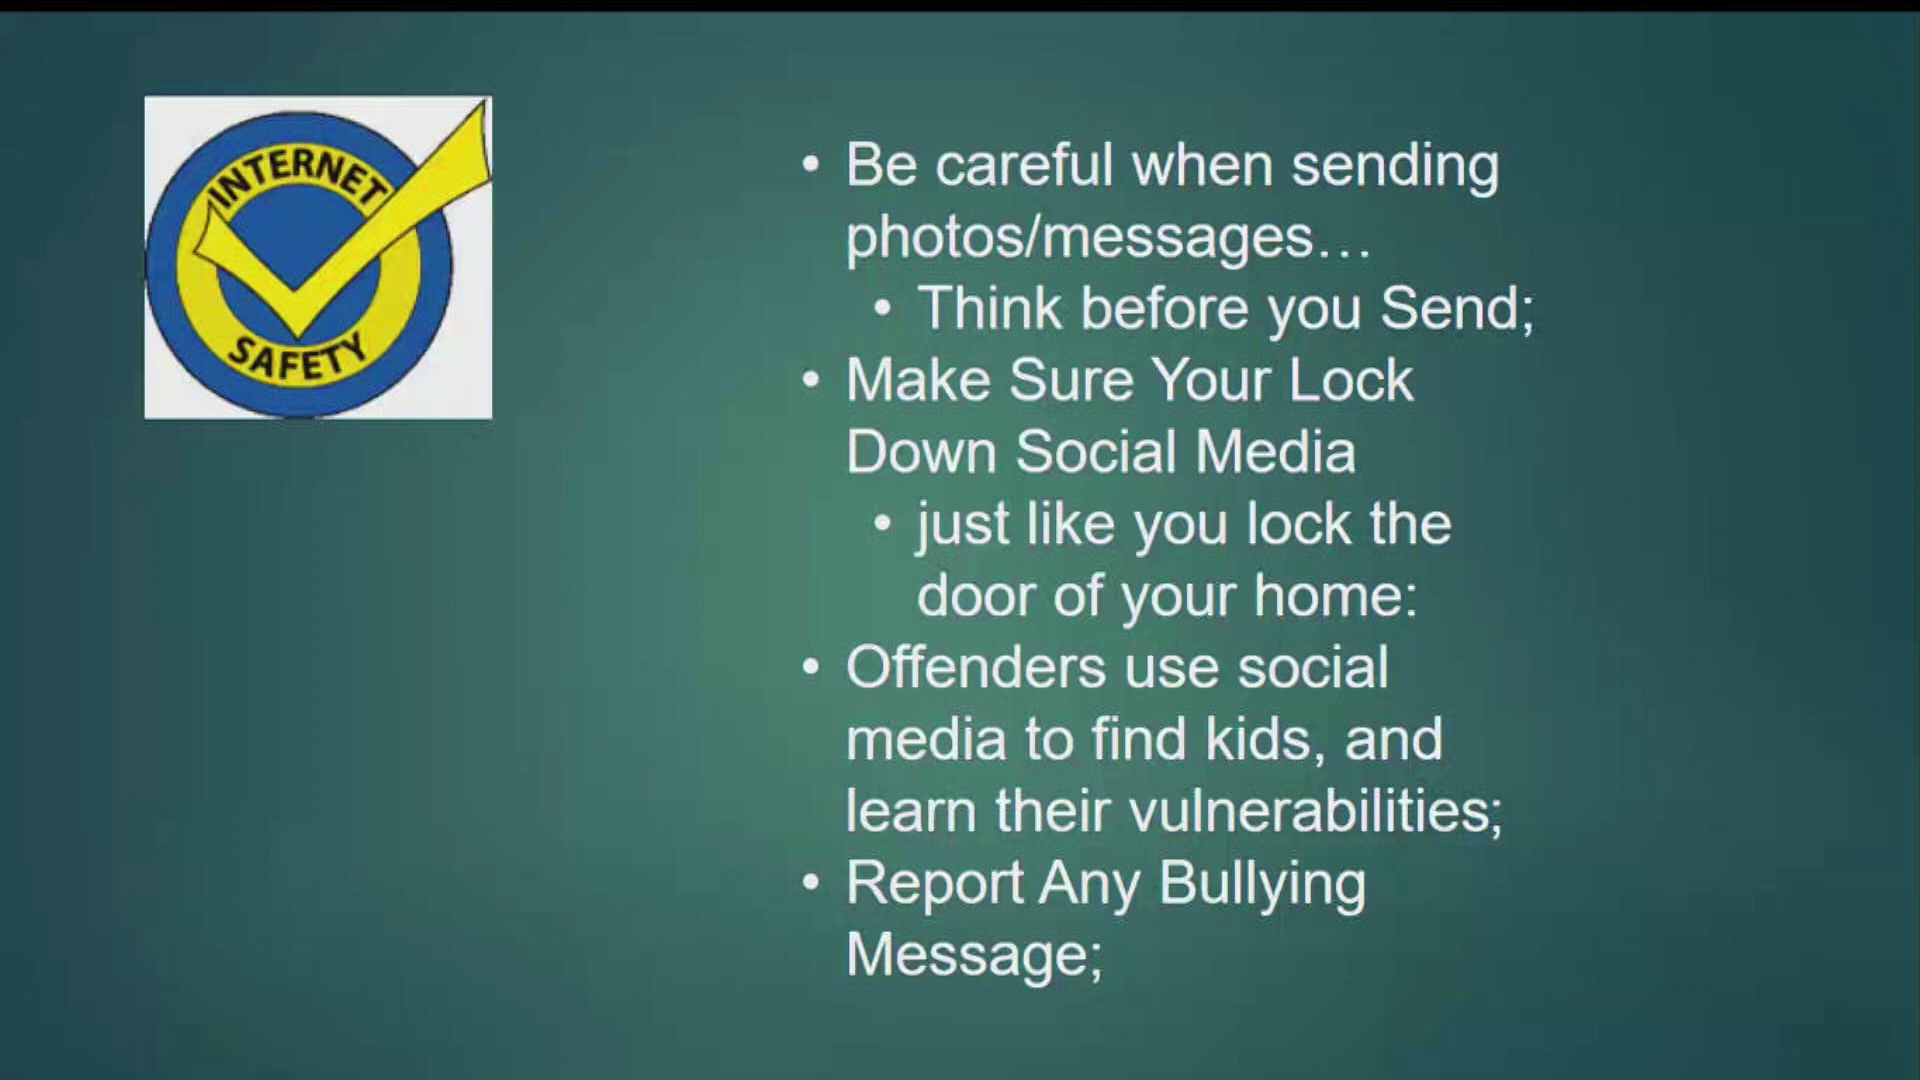 INTERNET
SAFETY
• Be careful when sending
photos/messages…
• Think before you Send;
• Make Sure Your Lock
Down Social Media
• just like you lock the
door of your home:
• Offenders use social
media to find kids, and
learn their vulnerabilities;
• Report Any Bullying
Message;